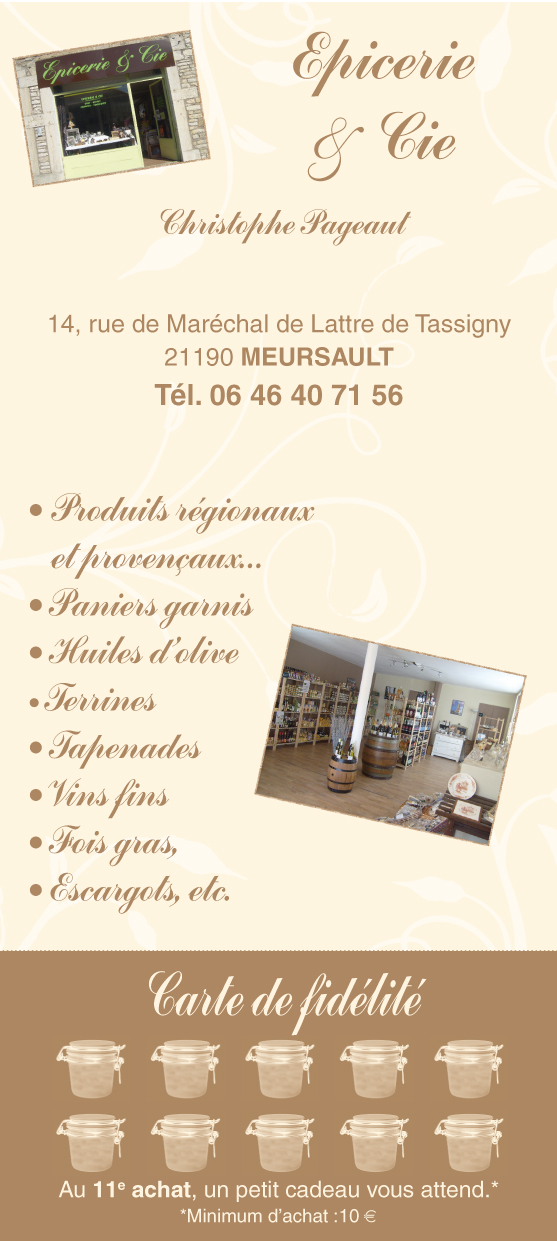 Epicerie & Cie
Epicerie
& Cie
Christophe Pageaut
14, rue de Maréchal de Lattre de Tassigny
21190 MEURSAULT
Tél. 06 46 40 71 56
• Produits régionaux
et provençaux...
• Paniers garnis
• Huiles d'olive
• Terrines
• Tapenades
• Vins fins
• Fois gras,
• Escargots, etc.
Carte de fidélité
Au 11e achat, un petit cadeau vous attend.*
*Minimum d'achat :10 €